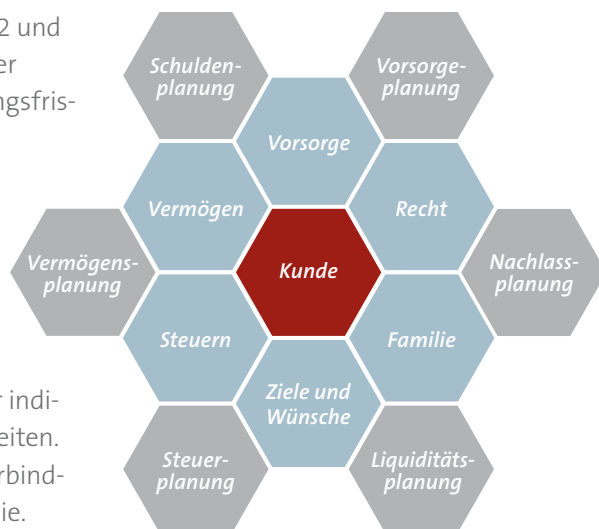 2 und
er
ngsfris-
r indi-
eiten.
rbind-
ie.
Schulden-
planung
Vorsorge-
planung
Vorsorge
Vermögen
Recht
Vermögens-
planung
Kunde
Nachlass-
planung
Steuern
Familie
Ziele und
Wünsche
Steuer-
planung
Liquiditäts-
planung